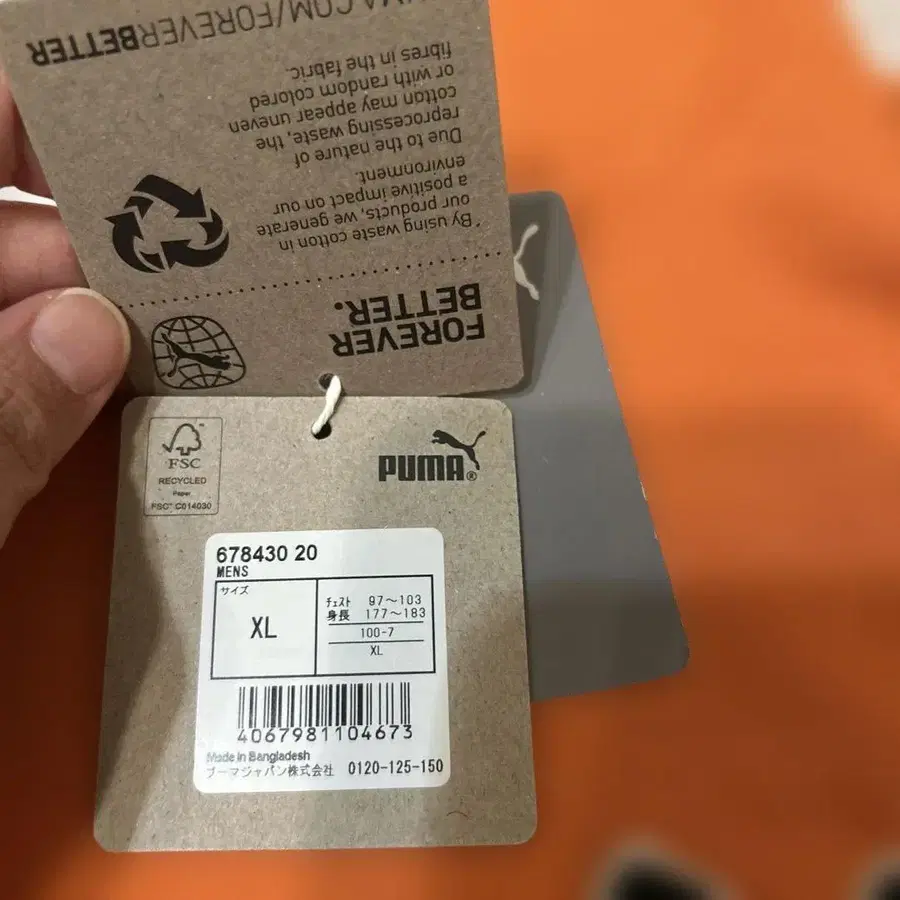 FOREVER
BETTER.
*By using waste cotton in
our products, we generate
a positive impact on our
environment.
Due to the nature of
reprocessing waste, the
cotton may appear uneven
or with random colored
fibres in the fabric.
.COM/FOREVERBETTER
FSC
RECYCLED
Paper
FSC® C014030
PUMA®
678430 20
MENS
サイズ
XL
チェスト 97～103
身長 177～183
100-7
XL
4067981104673
Made in Bangladesh
プーマジャパン株式会社 0120-125-150